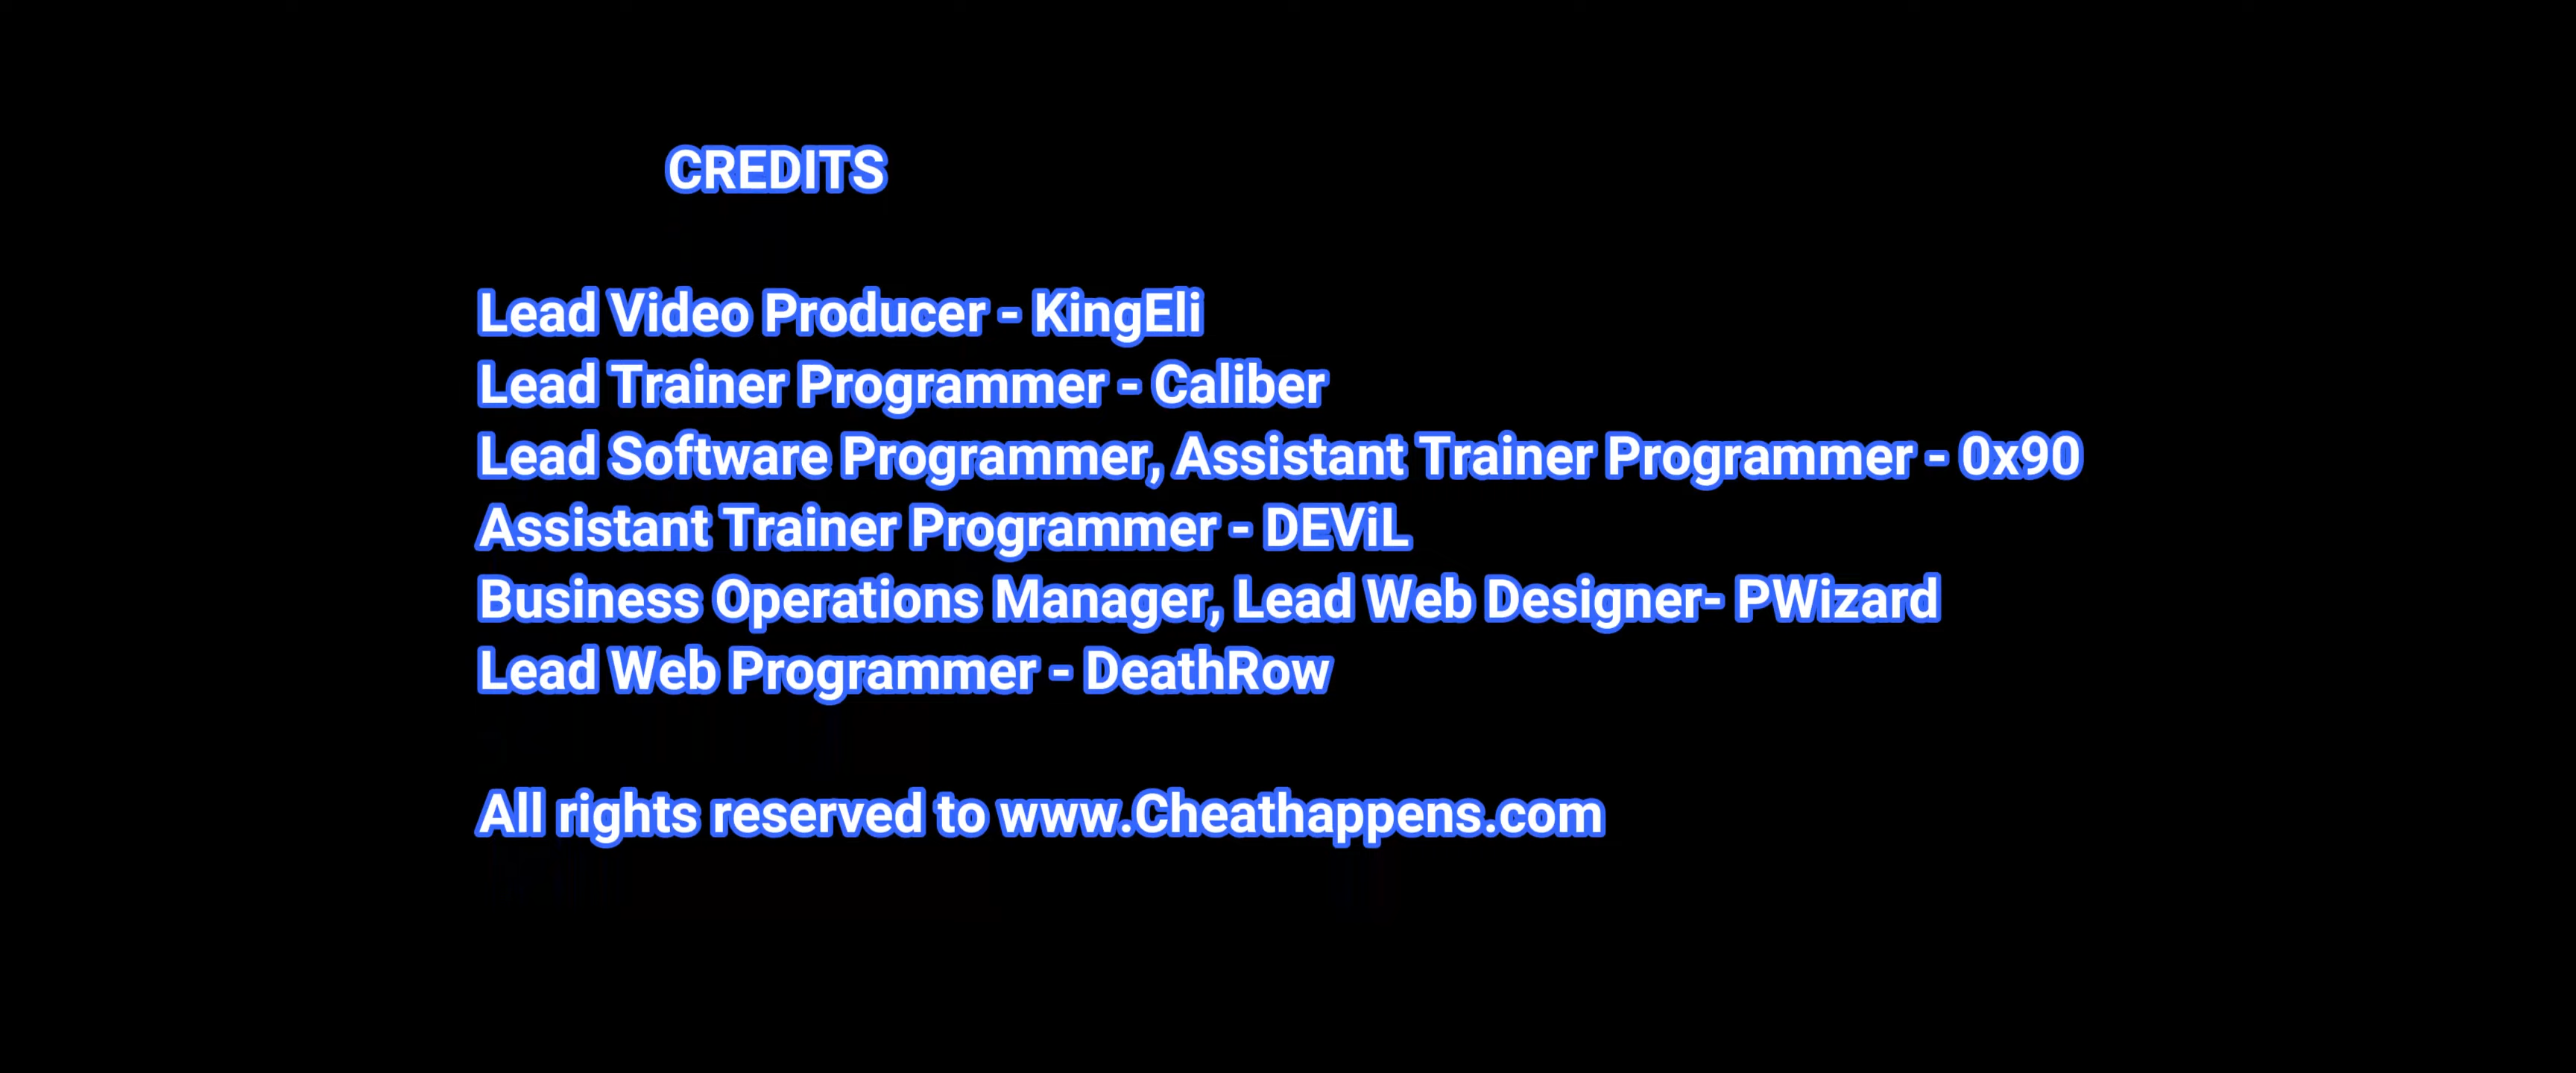 CREDITS
Lead Video Producer - KingEli
Lead Trainer Programmer - Caliber
Lead Software Programmer, Assistant Trainer Programmer - 0x90
Assistant Trainer Programmer - DEViL
Business Operations Manager, Lead Web Designer- PWizard
Lead Web Programmer - DeathRow
All rights reserved to www.Cheathappens.com